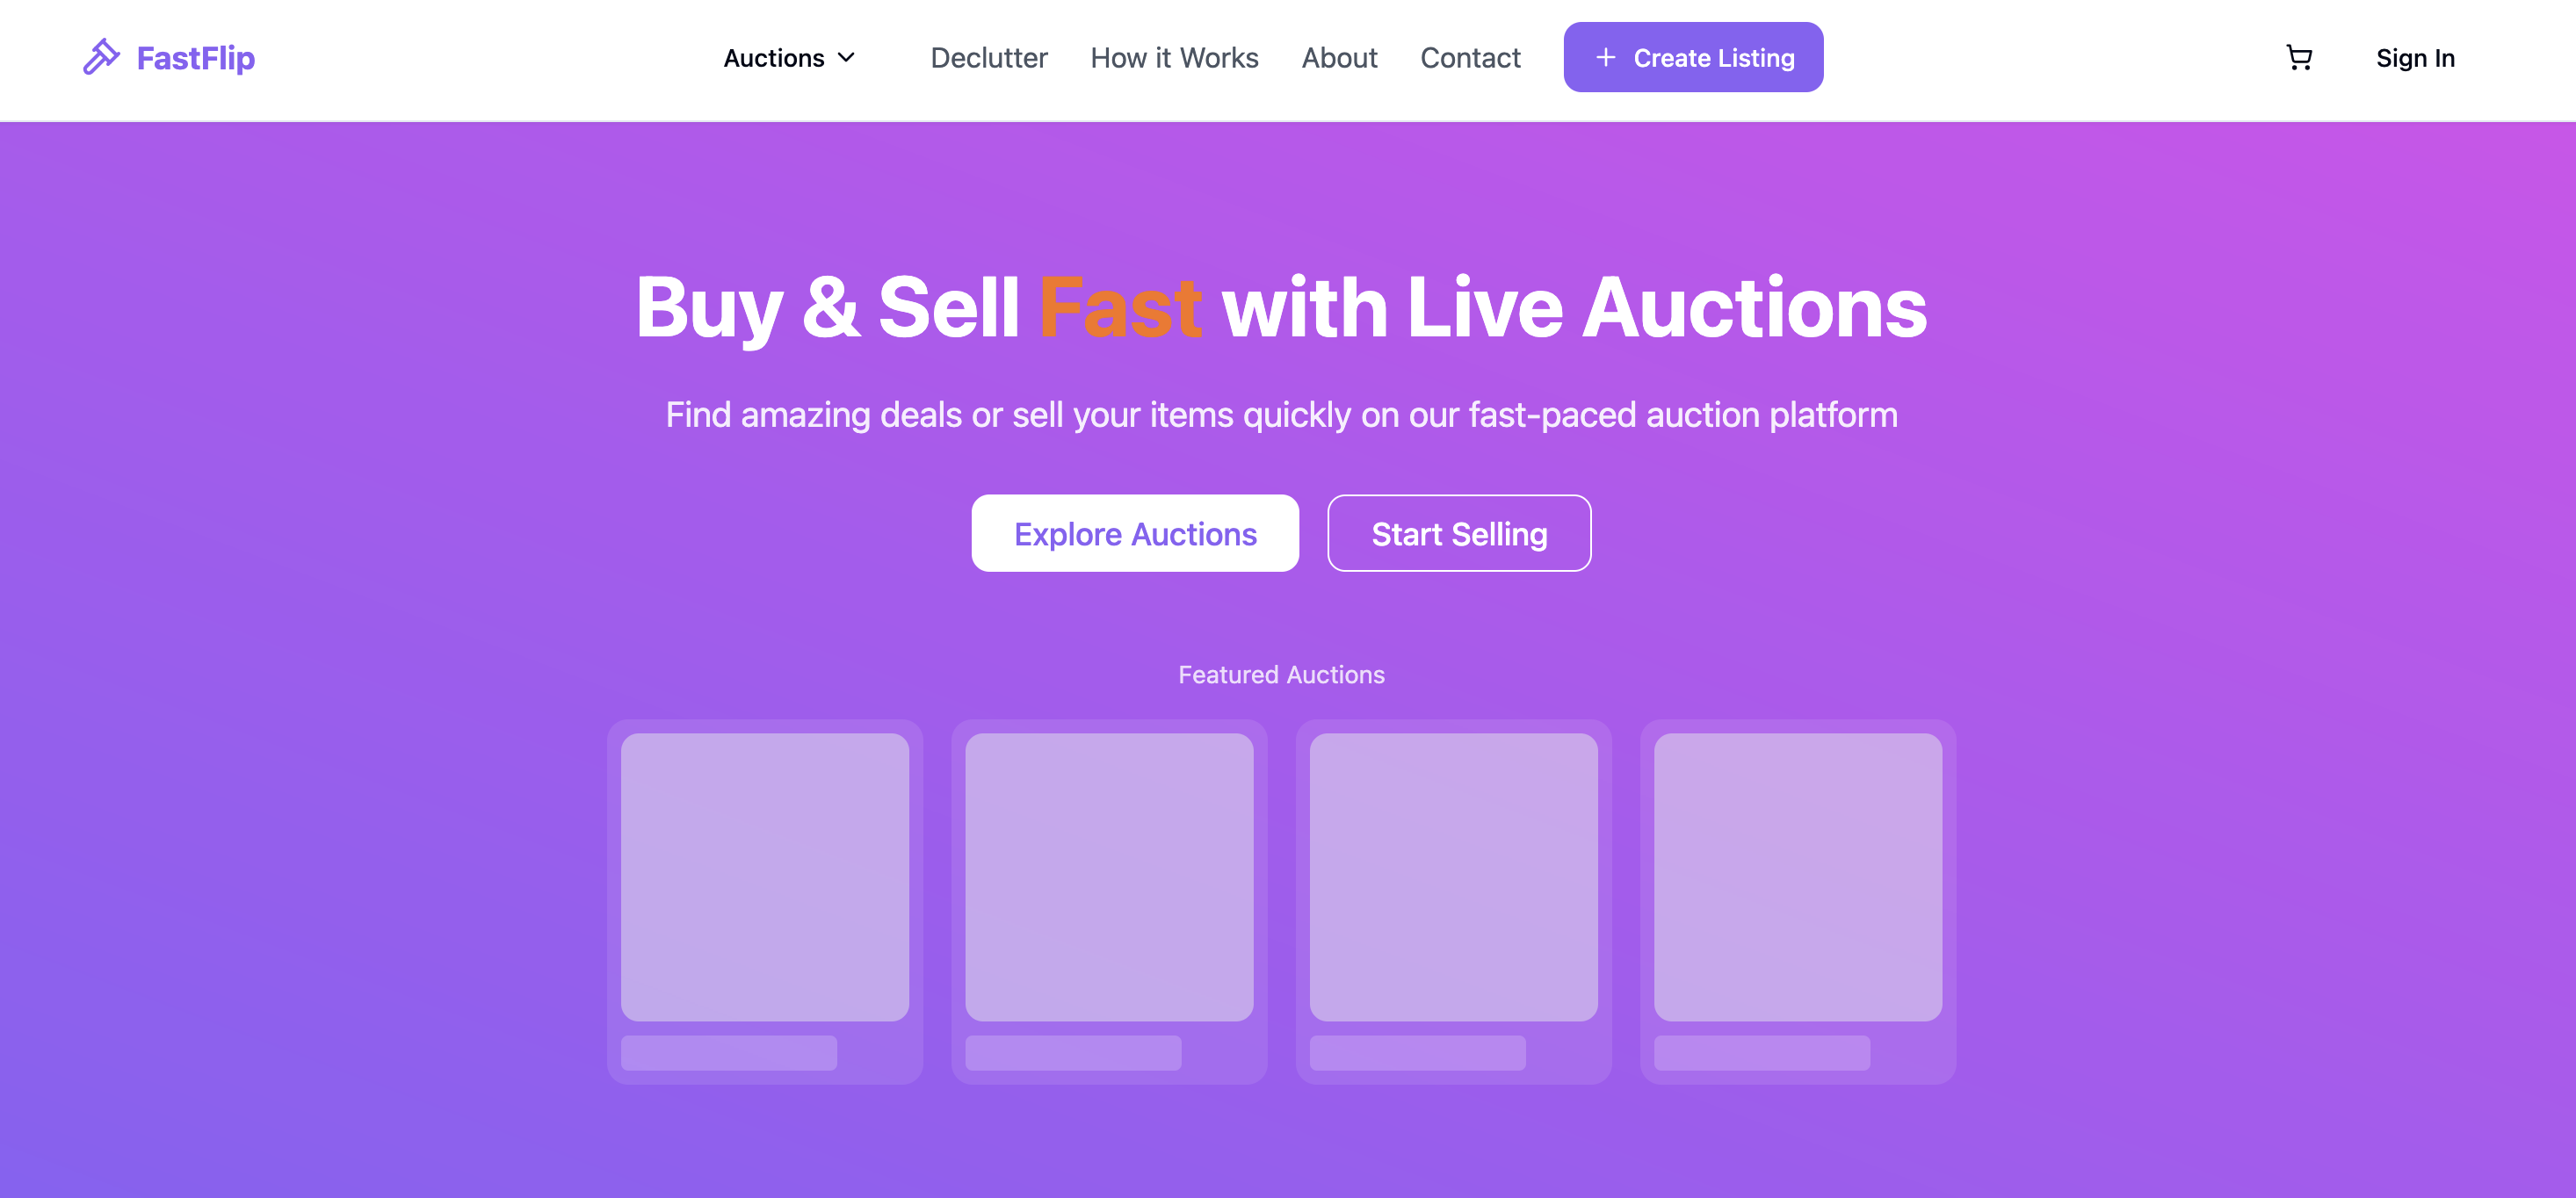 FastFlip
Auctions
Declutter
How it Works
About
Contact
Create Listing
Sign In
Buy & Sell Fast with Live Auctions
Find amazing deals or sell your items quickly on our fast-paced auction platform
Explore Auctions
Start Selling
Featured Auctions